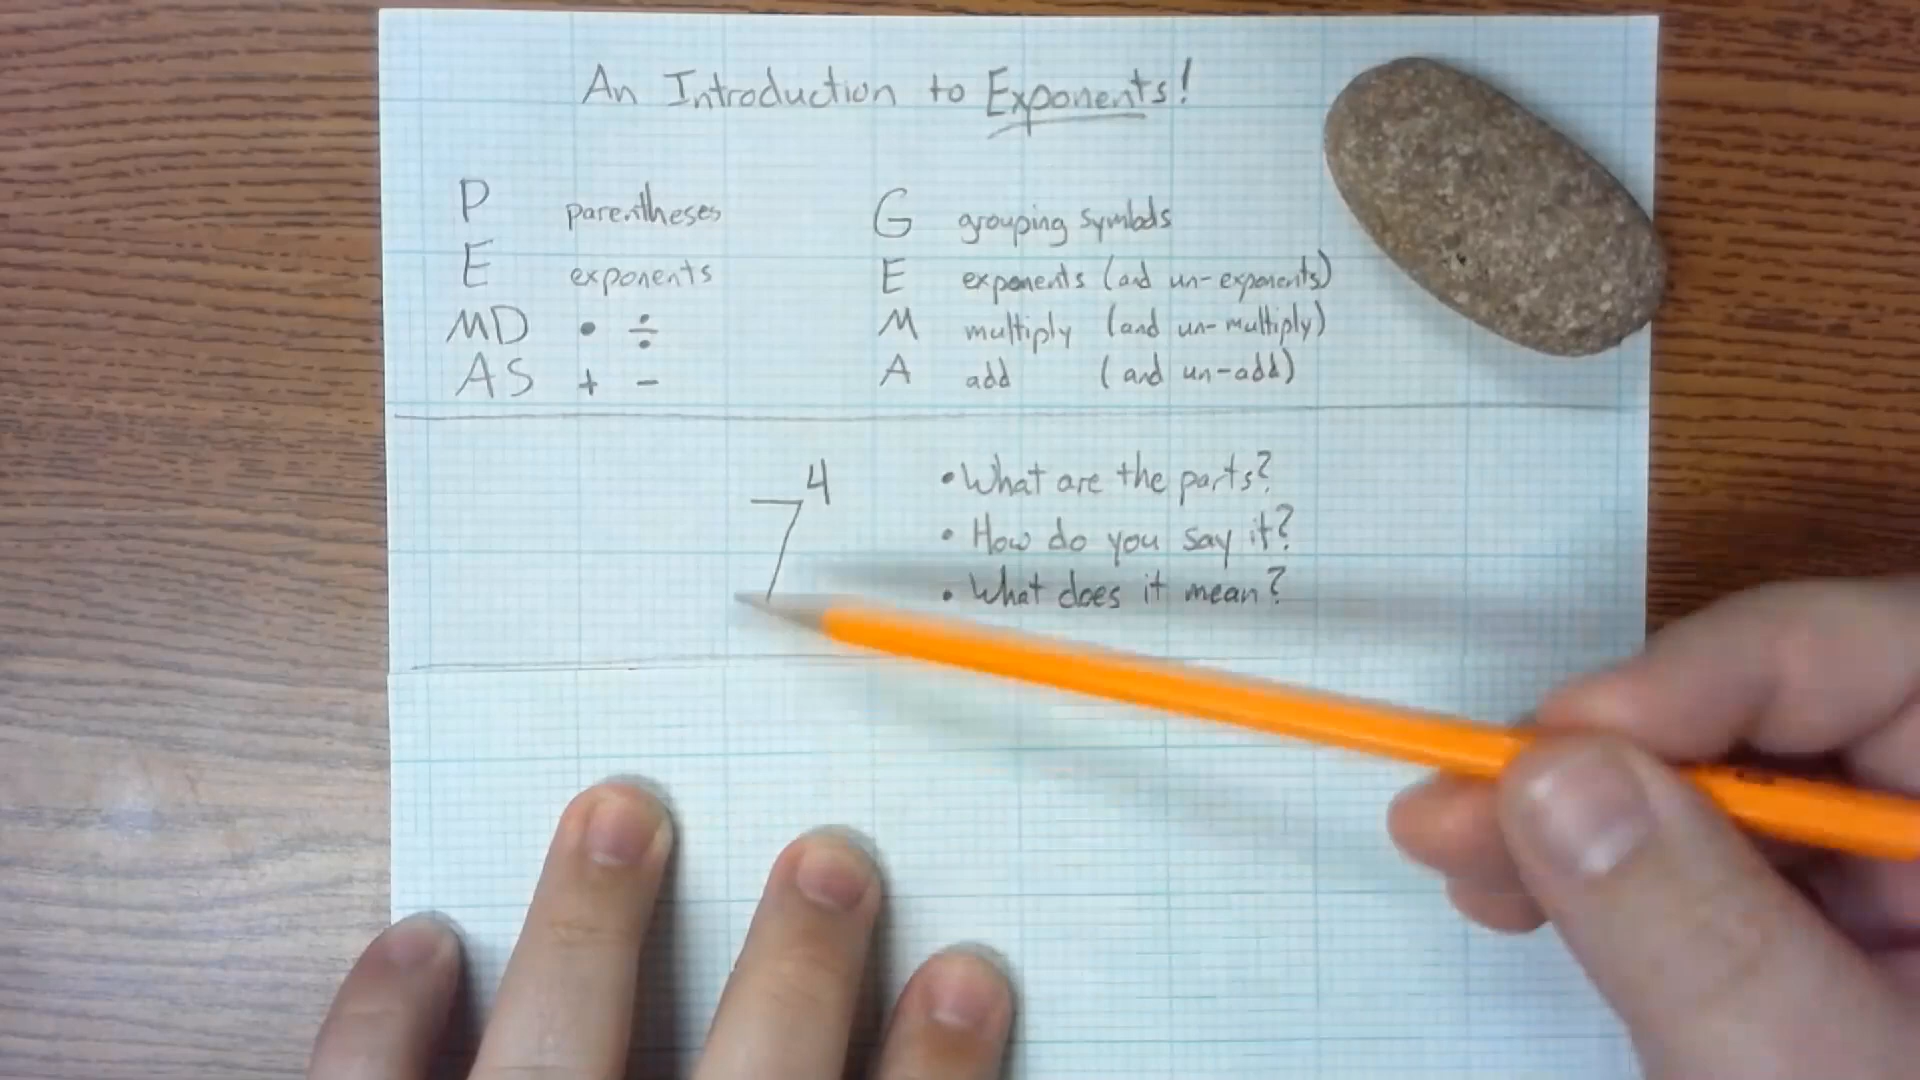 An Introduction to Exponents!
P parentheses
E exponents
MD • ÷
AS + −
G grouping symbols
E exponents (and un-exponents)
M multiply (and un-multiply)
A add (and un-add)
7⁴
• What are the parts?
• How do you say it?
• What does it mean?